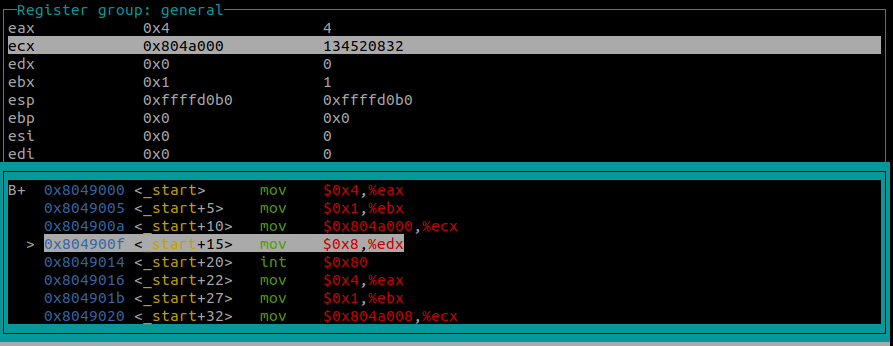 Register group: general
eax 0x4 4
ecx 0x804a000 134520832
edx 0x0 0
ebx 0x1 1
esp 0xffffd0b0 0xffffd0b0
ebp 0x0 0x0
esi 0x0 0
edi 0x0 0
B+ 0x8049000 <_start> mov $0x4,%eax
0x8049005 <_start+5> mov $0x1,%ebx
0x804900a <_start+10> mov $0x804a000,%ecx
> 0x804900f <_start+15> mov $0x8,%edx
0x8049014 <_start+20> int $0x80
0x8049016 <_start+22> mov $0x4,%eax
0x804901b <_start+27> mov $0x1,%ebx
0x8049020 <_start+32> mov $0x804a008,%ecx